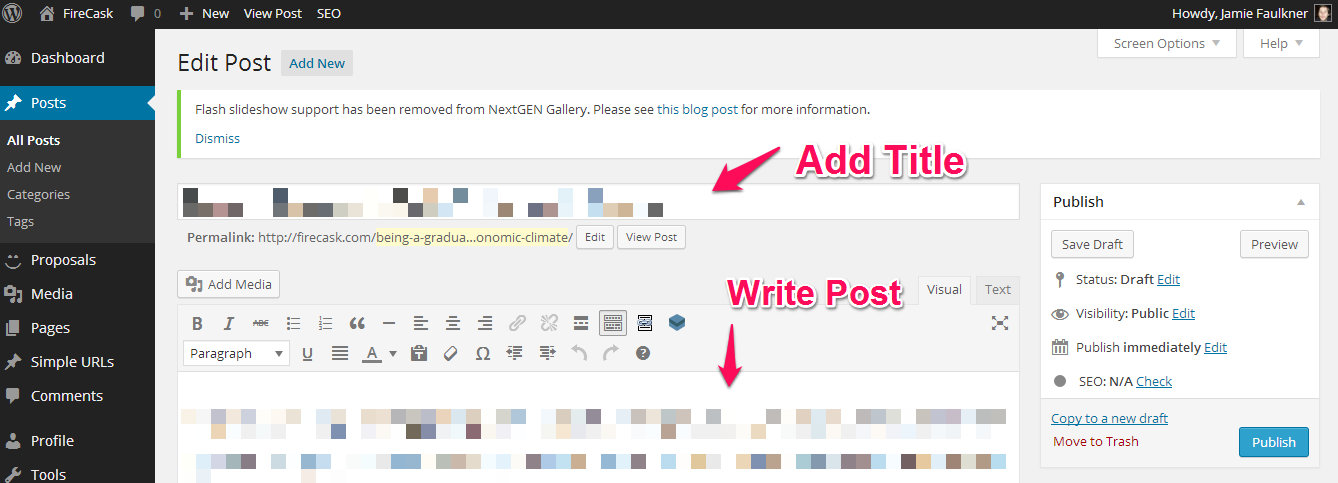 FireCask 0 New View Post SEO Howdy, Jamie Faulkner
Screen Options Help
Dashboard
Posts
All Posts
Add New
Categories
Tags
Proposals
Media
Pages
Simple URLs
Comments
Profile
Tools
Edit Post Add New
Flash slideshow support has been removed from NextGEN Gallery. Please see this blog post for more information.
Dismiss
Add Title
Permalink: http://firecask.com/being-a-gradua...onomic-climate/ Edit View Post
Add Media
Write Post
Visual Text
B I ABC
Paragraph U A T Ω ?
Publish
Save Draft Preview
Status: Draft Edit
Visibility: Public Edit
Publish immediately Edit
SEO: N/A Check
Copy to a new draft
Move to Trash Publish